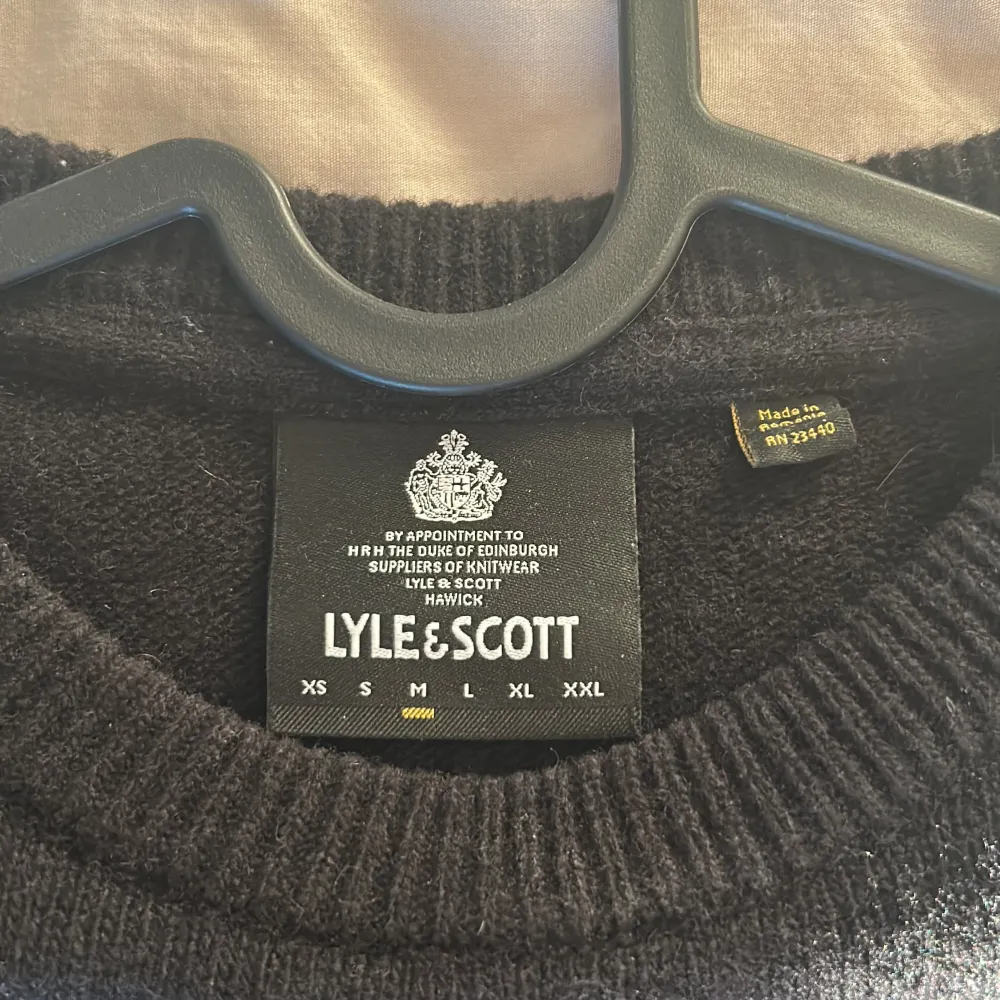 BY APPOINTMENT TO
HRH THE DUKE OF EDINBURGH
SUPPLIERS OF KNITWEAR
LYLE & SCOTT
HAWICK
LYLE & SCOTT
XS S M L XL XXL
Made in
Romania
RN 23440